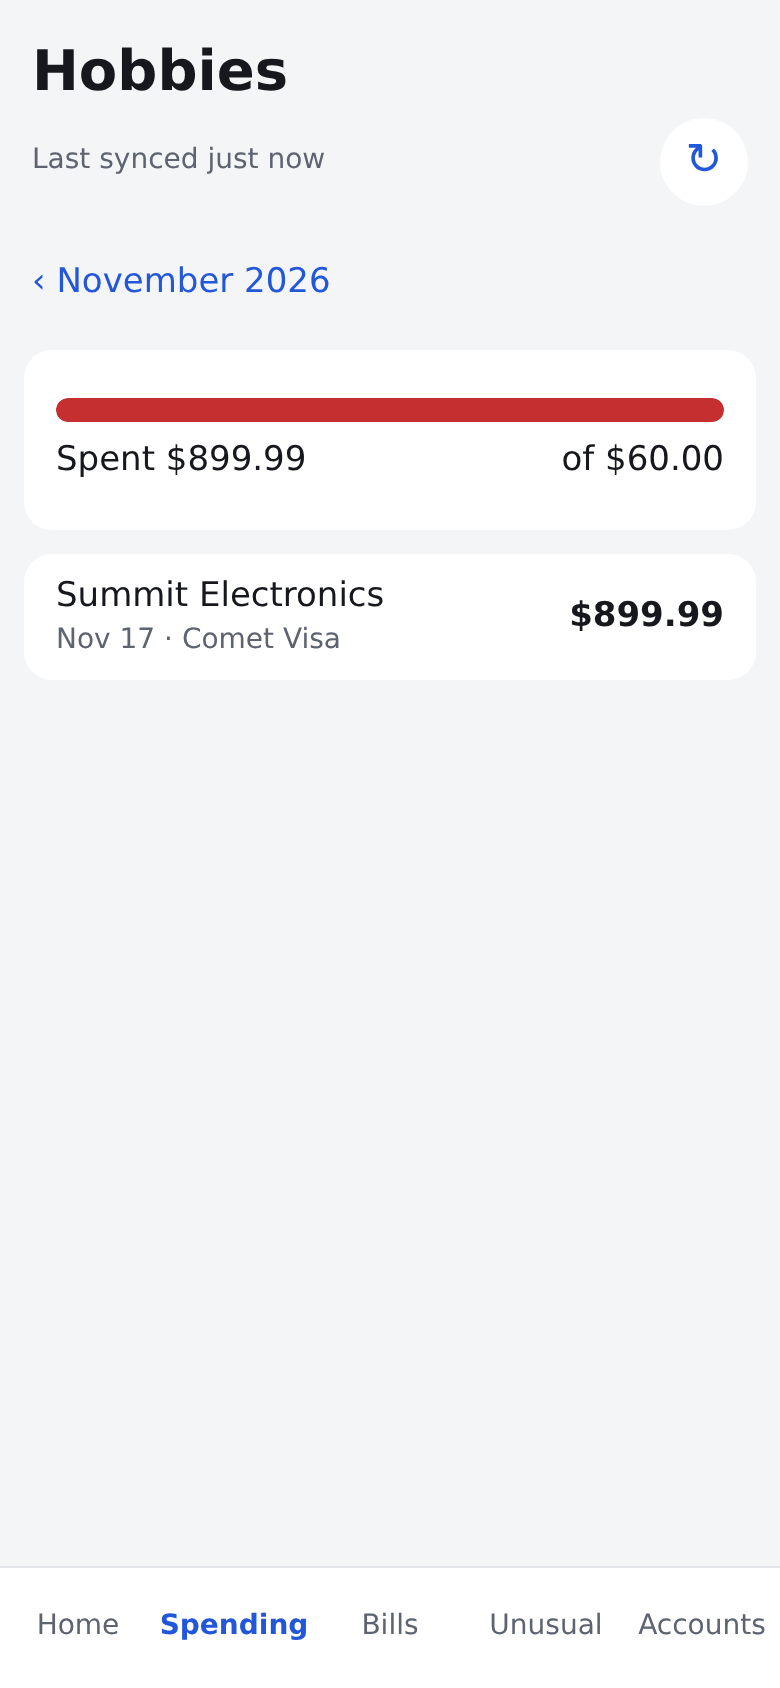 Hobbies
Last synced just now
↻
‹ November 2026
Spent $899.99 of $60.00
Summit Electronics
$899.99
Nov 17 · Comet Visa
Home Spending Bills Unusual Accounts